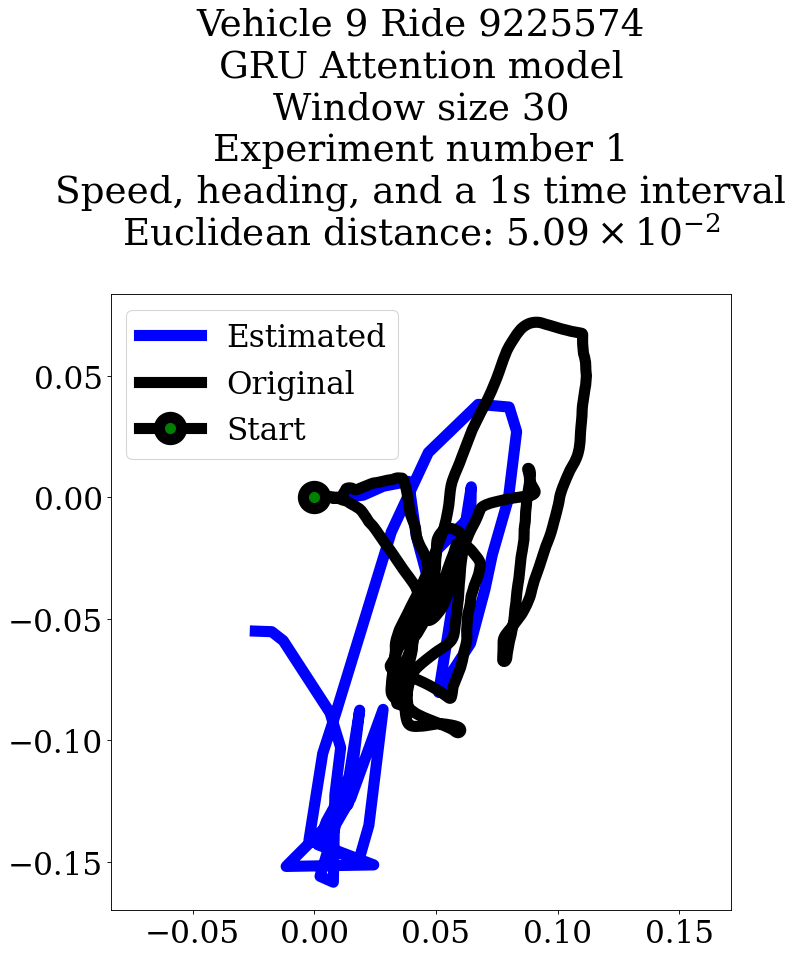 Vehicle 9 Ride 9225574
GRU Attention model
Window size 30
Experiment number 1
Speed, heading, and a 1s time interval
Euclidean distance: 5.09 × 10⁻²
Estimated
Original
Start
0.05
0.00
−0.05
−0.10
−0.15
−0.05 0.00 0.05 0.10 0.15